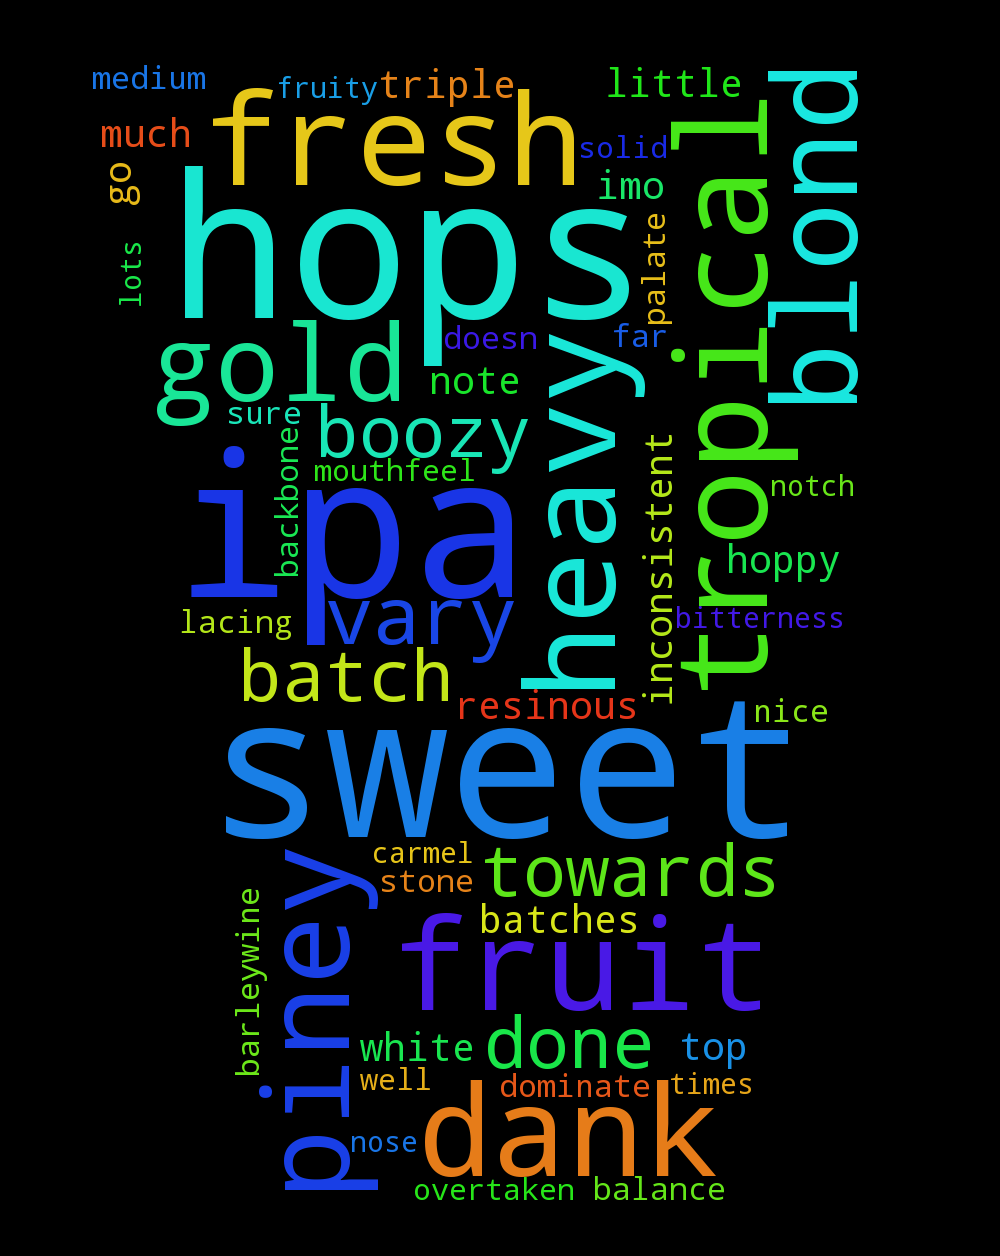 medium
fruity
triple
little
blond
much
fresh
solid
tropical
go
hops
imo
lots
palate
gold
doesn
far
note
heavy
sure
boozy
backbone
mouthfeel
inconsistent
notch
ipa
hoppy
lacing
vary
bitterness
batch
resinous
nice
sweet
carmel
stone
towards
piney
barleywine
batches
fruit
white
done
top
well
dominate
times
nose
dank
overtaken
balance